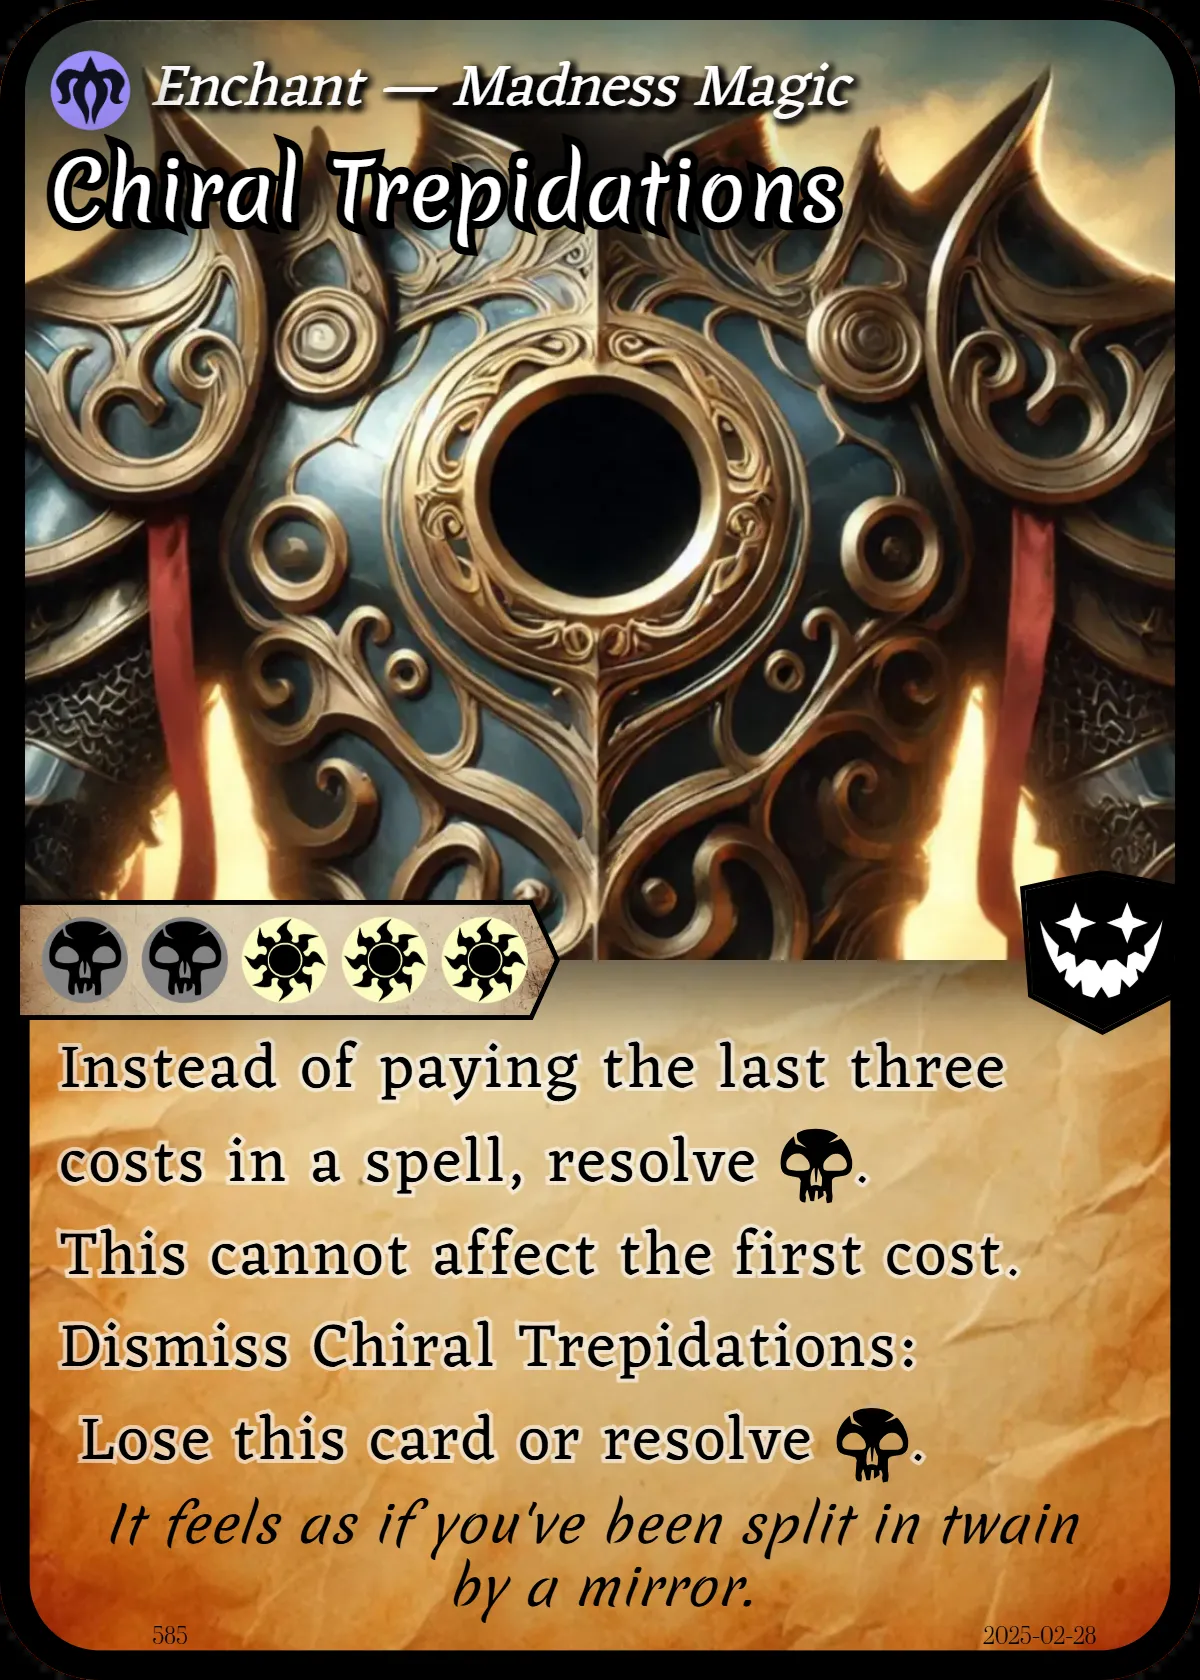 Enchant — Madness Magic
Chiral Trepidations
Instead of paying the last three
costs in a spell, resolve .
This cannot affect the first cost.
Dismiss Chiral Trepidations:
Lose this card or resolve .
It feels as if you've been split in twain
by a mirror.
585
2025-02-28